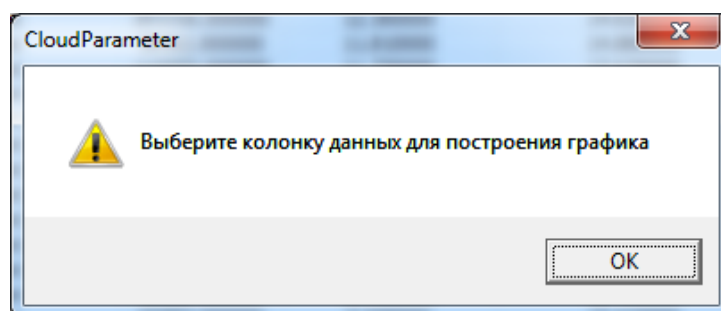 CloudParameter
Выберите колонку данных для построения графика
OK